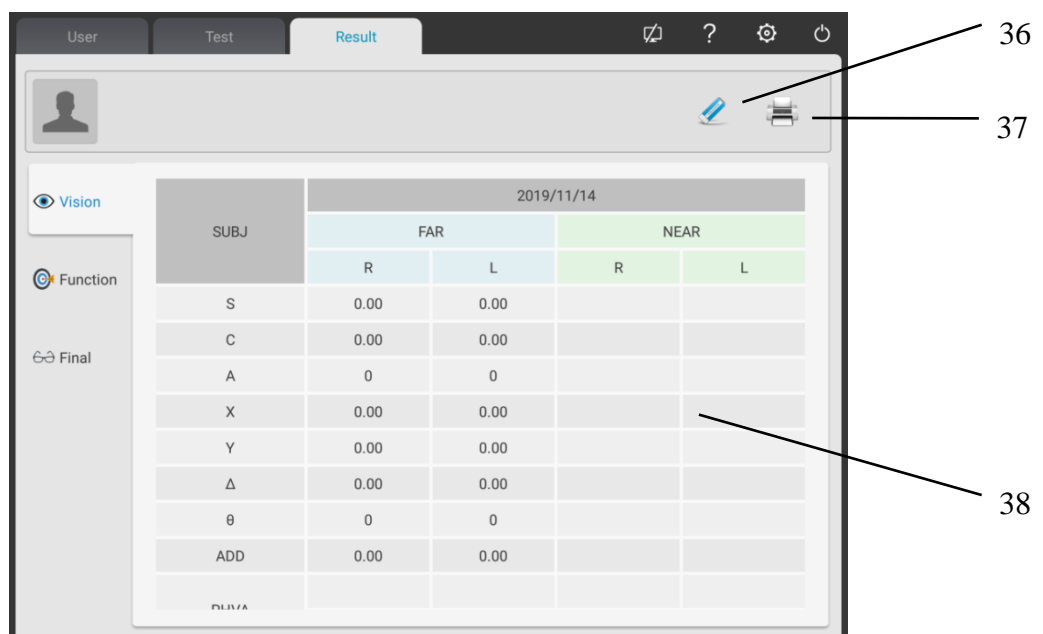 User Test Result ?
36
37
2019/11/14
Vision
SUBJ FAR NEAR
R L R L
Function
S 0.00 0.00
C 0.00 0.00
Final
A 0 0
X 0.00 0.00
Y 0.00 0.00
Δ 0.00 0.00
38
θ 0 0
ADD 0.00 0.00